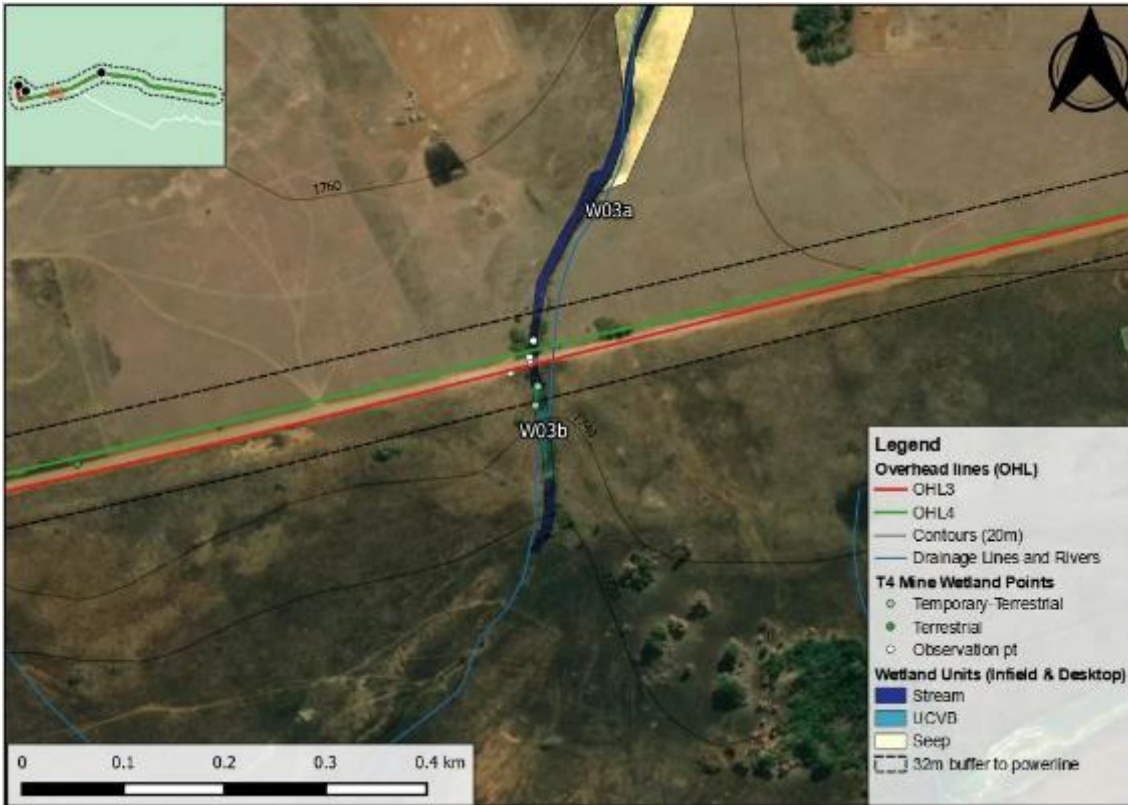 1760
W03a
W03b
Legend
Overhead lines (OHL)
OHL3
OHL4
Contours (20m)
Drainage Lines and Rivers
T4 Mine Wetland Points
Temporary-Terrestrial
Terrestrial
Observation pt
Wetland Units (Infield & Desktop)
Stream
UCVB
Seep
32m buffer to powerline
0 0.1 0.2 0.3 0.4 km